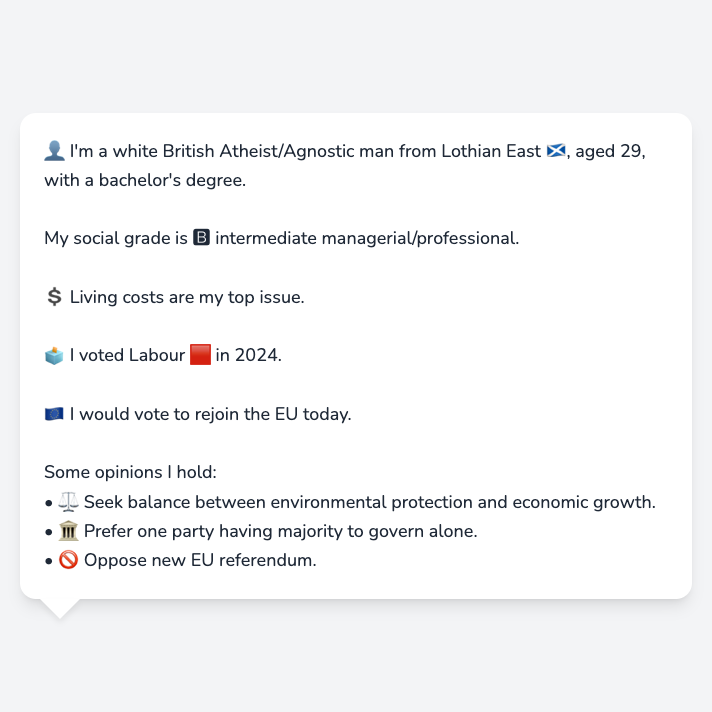 👤 I'm a white British Atheist/Agnostic man from Lothian East 🏴󠁧󠁢󠁳󠁣󠁴󠁿, aged 29,
with a bachelor's degree.
My social grade is 🅱 intermediate managerial/professional.
💲 Living costs are my top issue.
🗳️ I voted Labour 🟥 in 2024.
🇪🇺 I would vote to rejoin the EU today.
Some opinions I hold:
• ⚖️ Seek balance between environmental protection and economic growth.
• 🏛️ Prefer one party having majority to govern alone.
• 🚫 Oppose new EU referendum.